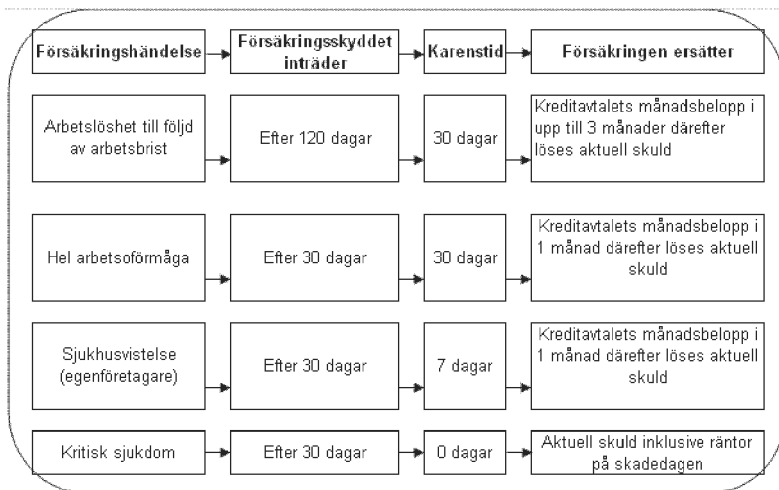 Försäkringshändelse
Försäkringsskyddet
inträder
Karenstid
Försäkringen ersätter
Arbetslöshet till följd
av arbetsbrist
Efter 120 dagar
30 dagar
Kreditavtalets månadsbelopp i
upp till 3 månader därefter
löses aktuell skuld
Hel arbetsoförmåga
Efter 30 dagar
30 dagar
Kreditavtalets månadsbelopp i
1 månad därefter löses aktuell
skuld
Sjukhusvistelse
(egenföretagare)
Efter 30 dagar
7 dagar
Kreditavtalets månadsbelopp i
1 månad därefter löses aktuell
skuld
Kritisk sjukdom
Efter 30 dagar
0 dagar
Aktuell skuld inklusive räntor
på skadedagen